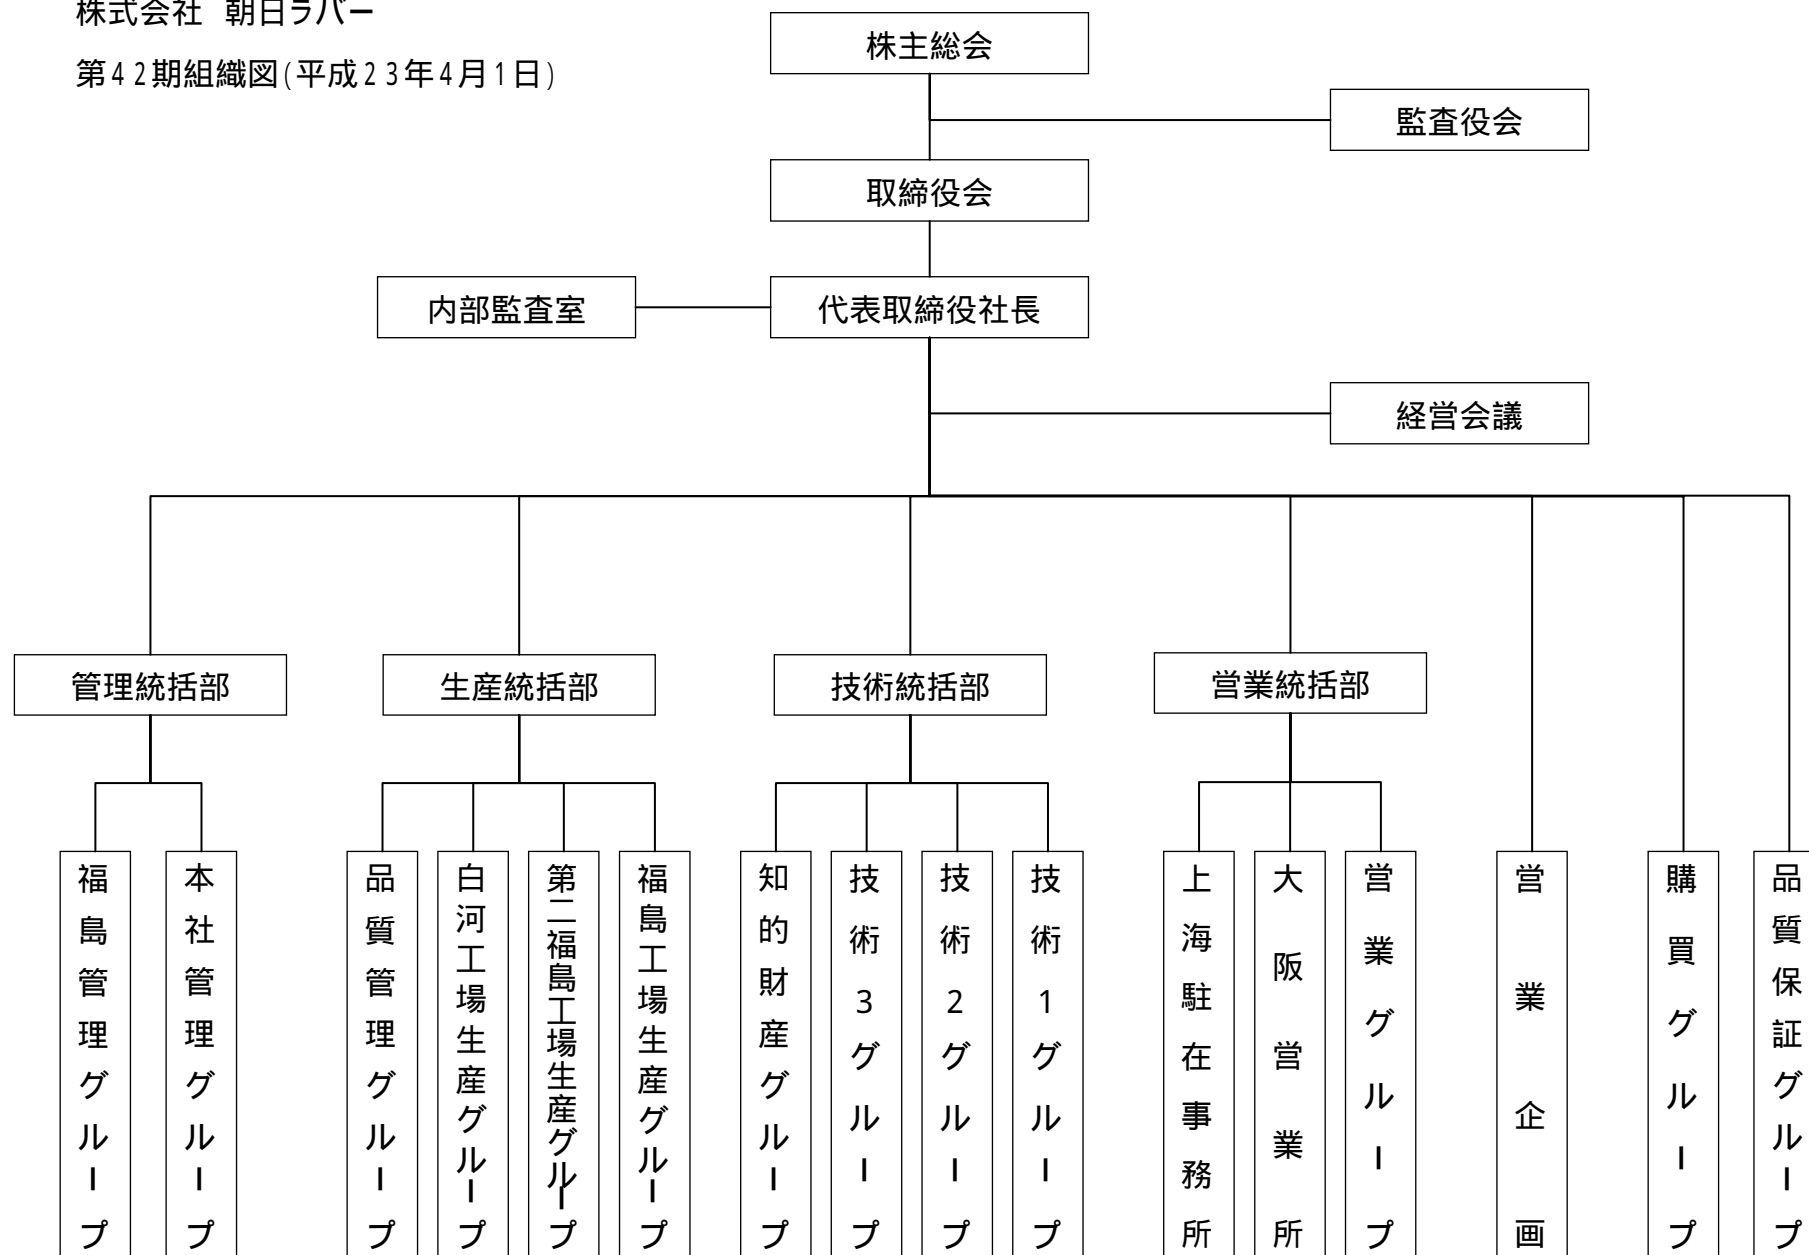 株式会社 朝日ラバー
第42期組織図(平成23年4月1日)
株主総会
監査役会
取締役会
内部監査室
代表取締役社長
経営会議
管理統括部
生産統括部
技術統括部
営業統括部
福島管理グループ
本社管理グループ
品質管理グループ
白河工場生産グループ
第二福島工場生産グループ
福島工場生産グループ
知的財産グループ
技術3グループ
技術2グループ
技術1グループ
上海駐在事務所
大阪営業所
営業グループ
営業企画
購買グループ
品質保証グループ